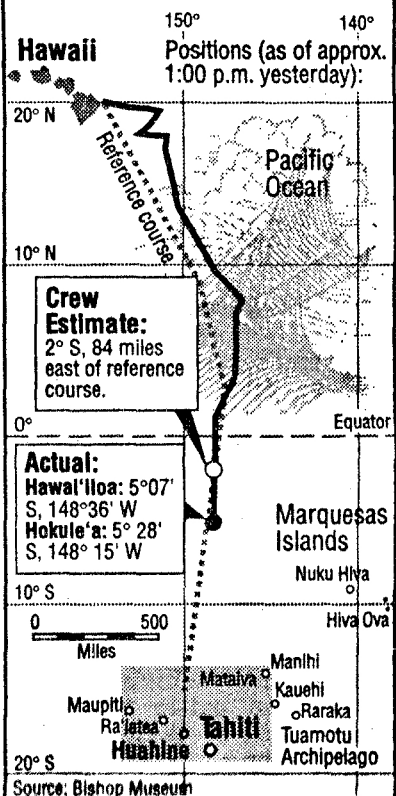 150°
140°
Hawaii
Positions (as of approx.
1:00 p.m. yesterday):
20° N
Reference course
Pacific
Ocean
10° N
Crew
Estimate:
2° S, 84 miles
east of reference
course.
0°
Equator
Actual:
Hawai'iloa: 5°07'
S, 148°36' W
Hokule'a: 5° 28'
S, 148° 15' W
Marquesas
Islands
Nuku Hiva
10° S
Hiva Ova
0
500
Miles
Manihi
Mataiva
Kauehi
Maupiti
Raraka
Ra'iatea
Tahiti
Huahine
Tuamotu
Archipelago
20° S
Source: Bishop Museum